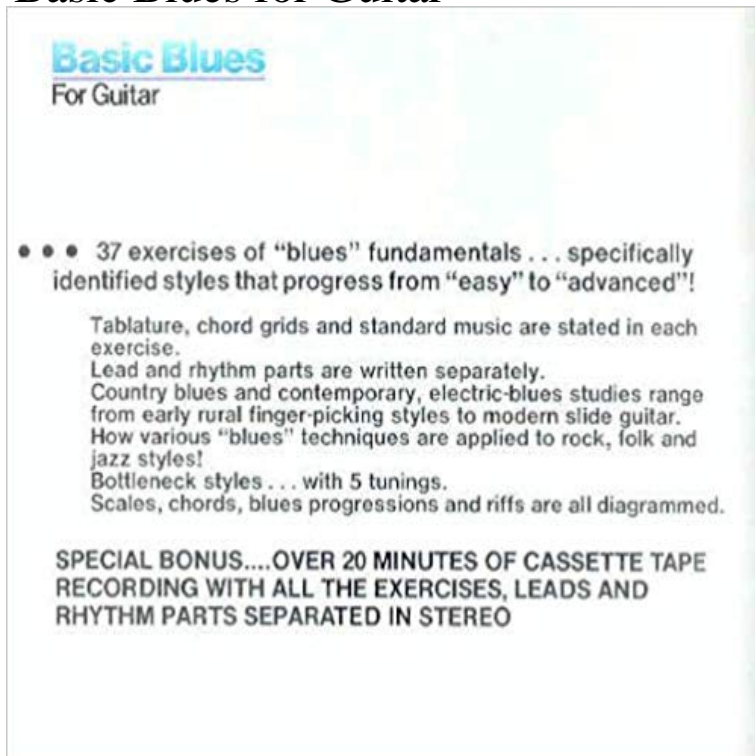 Basic Blues for Guitar
Basic Blues
For Guitar
• • • 37 exercises of “blues” fundamentals . . . specifically
identified styles that progress from “easy” to “advanced”!
Tablature, chord grids and standard music are stated in each
exercise.
Lead and rhythm parts are written separately.
Country blues and contemporary, electric-blues studies range
from early rural finger-picking styles to modern slide guitar.
How various “blues” techniques are applied to rock, folk and
jazz styles!
Bottleneck styles . . . with 5 tunings.
Scales, chords, blues progressions and riffs are all diagrammed.
SPECIAL BONUS....OVER 20 MINUTES OF CASSETTE TAPE
RECORDING WITH ALL THE EXERCISES, LEADS AND
RHYTHM PARTS SEPARATED IN STEREO